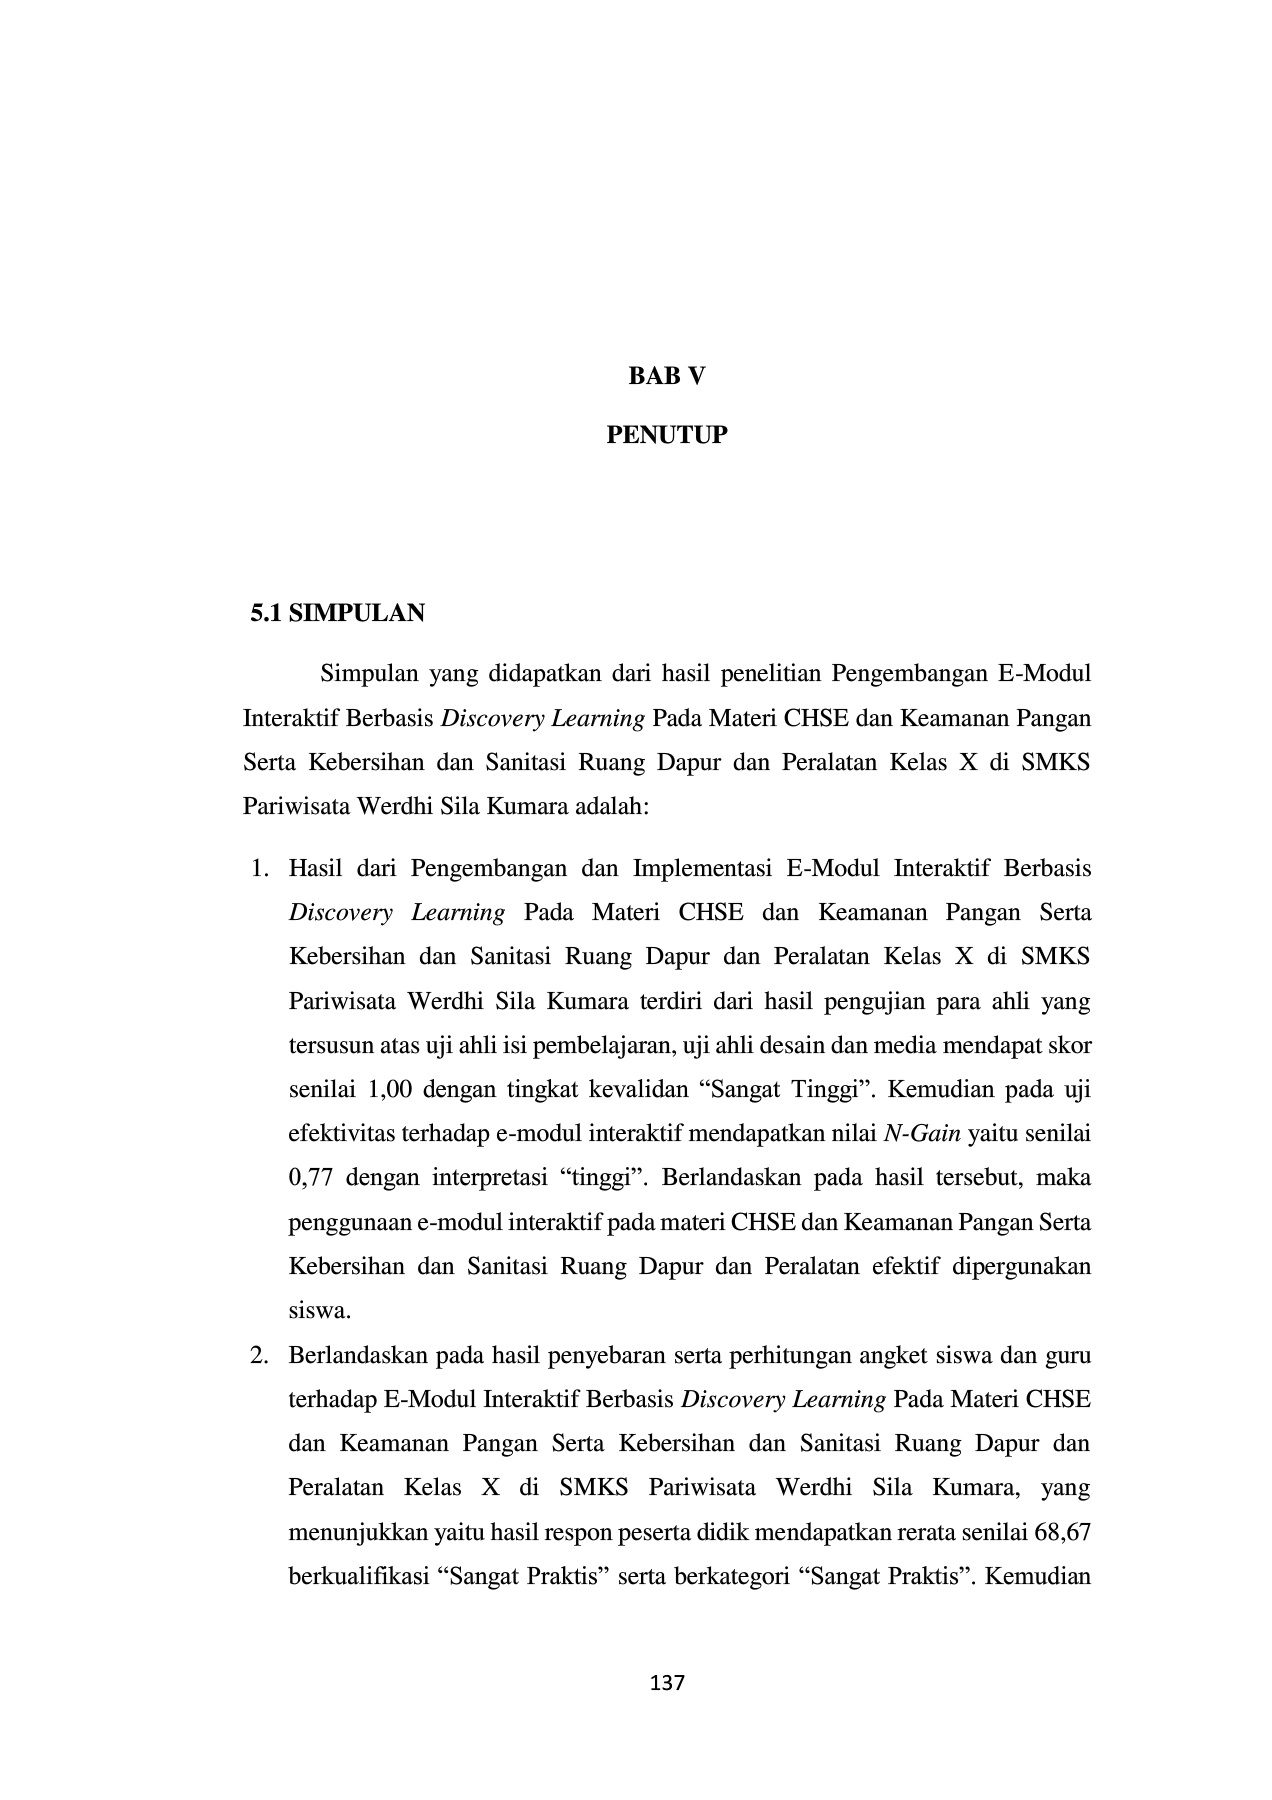 BAB V
PENUTUP
5.1 SIMPULAN
Simpulan yang didapatkan dari hasil penelitian Pengembangan E-Modul
Interaktif Berbasis Discovery Learning Pada Materi CHSE dan Keamanan Pangan
Serta Kebersihan dan Sanitasi Ruang Dapur dan Peralatan Kelas X di SMKS
Pariwisata Werdhi Sila Kumara adalah:
1. Hasil dari Pengembangan dan Implementasi E-Modul Interaktif Berbasis
Discovery Learning Pada Materi CHSE dan Keamanan Pangan Serta
Kebersihan dan Sanitasi Ruang Dapur dan Peralatan Kelas X di SMKS
Pariwisata Werdhi Sila Kumara terdiri dari hasil pengujian para ahli yang
tersusun atas uji ahli isi pembelajaran, uji ahli desain dan media mendapat skor
senilai 1,00 dengan tingkat kevalidan “Sangat Tinggi”. Kemudian pada uji
efektivitas terhadap e-modul interaktif mendapatkan nilai N-Gain yaitu senilai
0,77 dengan interpretasi “tinggi”. Berlandaskan pada hasil tersebut, maka
penggunaan e-modul interaktif pada materi CHSE dan Keamanan Pangan Serta
Kebersihan dan Sanitasi Ruang Dapur dan Peralatan efektif dipergunakan
siswa.
2. Berlandaskan pada hasil penyebaran serta perhitungan angket siswa dan guru
terhadap E-Modul Interaktif Berbasis Discovery Learning Pada Materi CHSE
dan Keamanan Pangan Serta Kebersihan dan Sanitasi Ruang Dapur dan
Peralatan Kelas X di SMKS Pariwisata Werdhi Sila Kumara, yang
menunjukkan yaitu hasil respon peserta didik mendapatkan rerata senilai 68,67
berkualifikasi “Sangat Praktis” serta berkategori “Sangat Praktis”. Kemudian
137